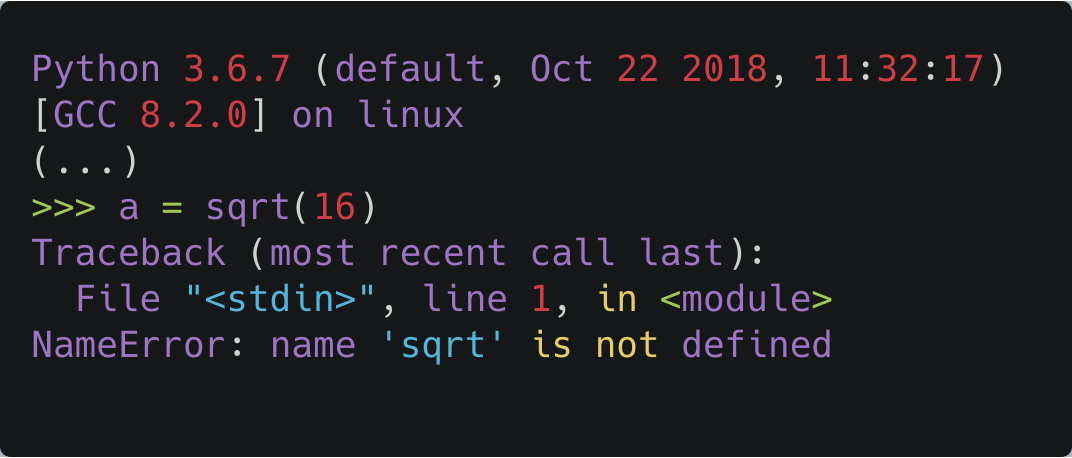 Python 3.6.7 (default, Oct 22 2018, 11:32:17)
[GCC 8.2.0] on linux
(...)
>>> a = sqrt(16)
Traceback (most recent call last):
  File "<stdin>", line 1, in <module>
NameError: name 'sqrt' is not defined